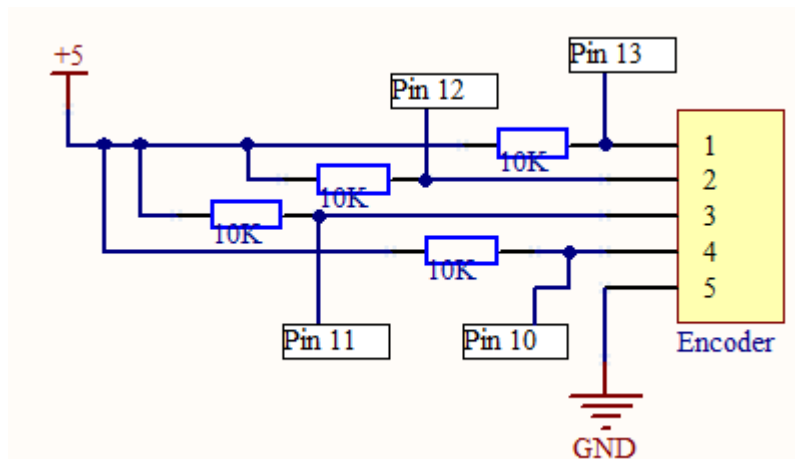 +5
Pin 13
Pin 12
10K
1
10K
2
10K
3
10K
4
5
Pin 11
Pin 10
Encoder
GND